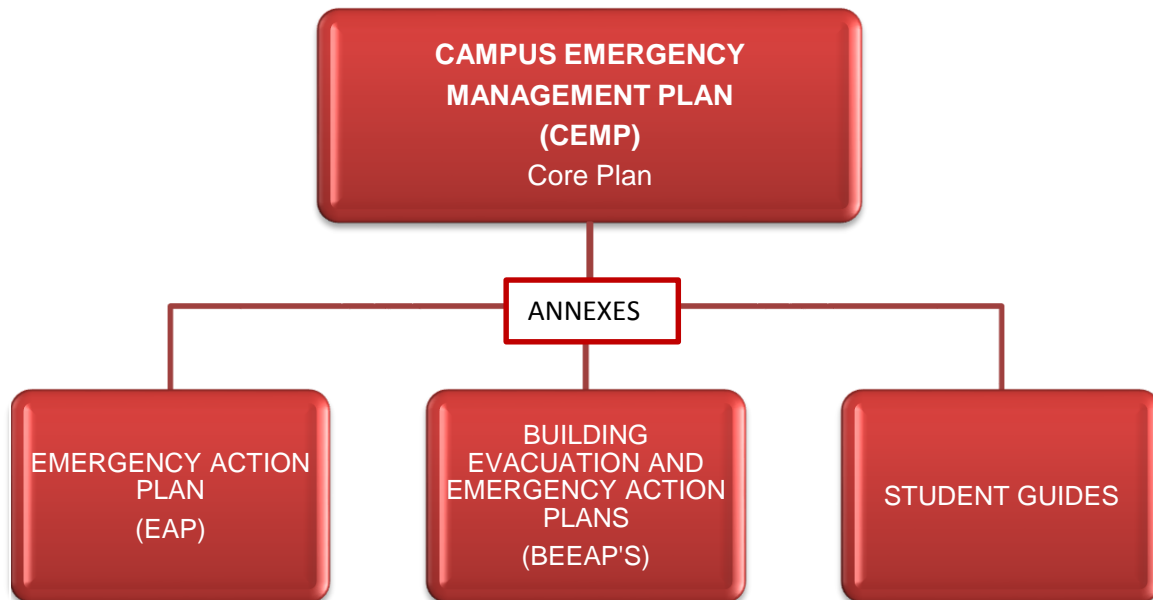 CAMPUS EMERGENCY
MANAGEMENT PLAN
(CEMP)
Core Plan
ANNEXES
EMERGENCY ACTION
PLAN
(EAP)
BUILDING
EVACUATION AND
EMERGENCY ACTION
PLANS
(BEEAP'S)
STUDENT GUIDES